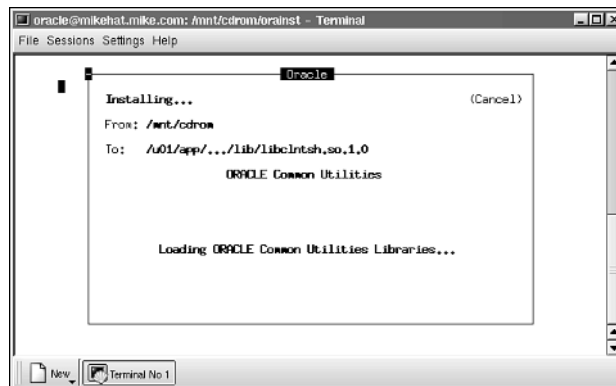 oracle@mikehat.mike.com: /mnt/cdrom/orainst - Terminal
File Sessions Settings Help
Oracle
Installing... (Cancel)
From: /mnt/cdrom
To: /u01/app/.../lib/libclntsh.so.1.0
ORACLE Common Utilities
Loading ORACLE Common Utilities Libraries...
New Terminal No 1